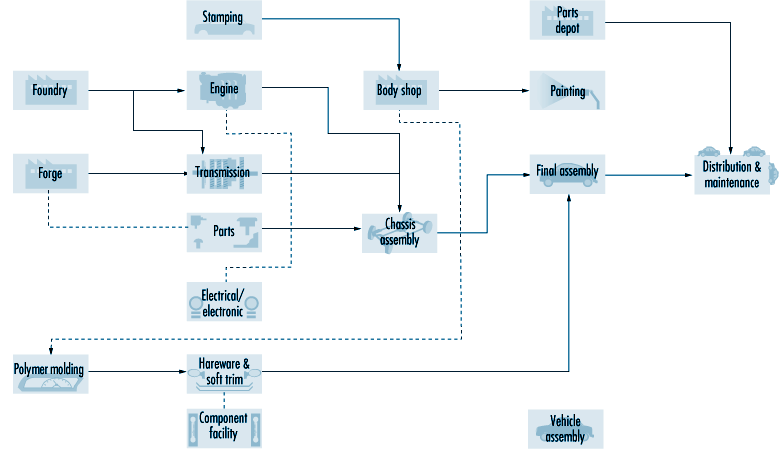 Stamping
Parts
depot
Foundry
Engine
Body shop
Painting
Forge
Transmission
Final assembly
Distribution &
maintenance
Parts
Chassis
assembly
Electrical/
electronic
Polymer molding
Hareware &
soft trim
Component
facility
Vehicle
assembly